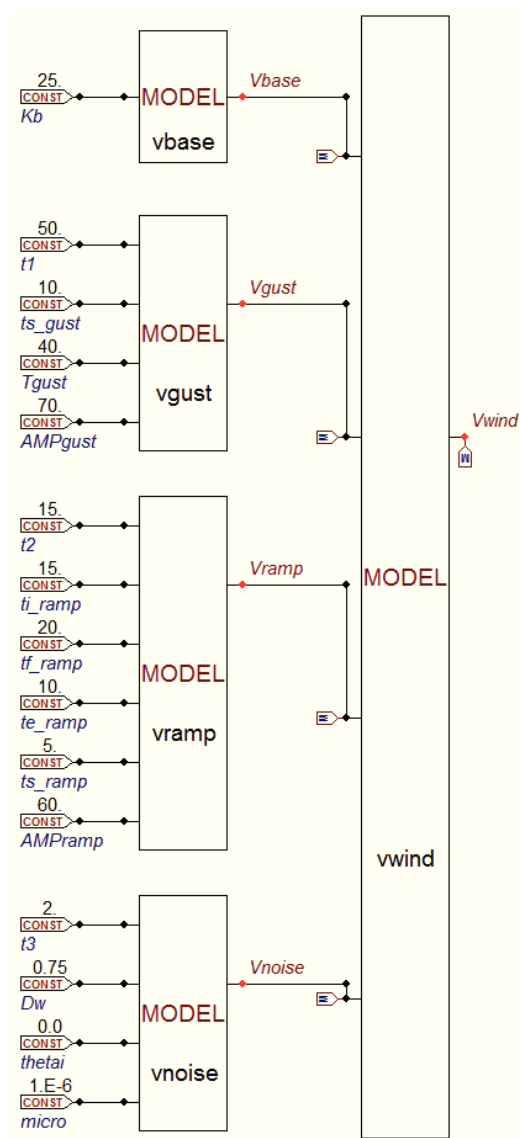 25.
CONST
Kb
MODEL
vbase
Vbase
M
50.
CONST
t1
10.
CONST
ts_gust
40.
CONST
Tgust
70.
CONST
AMPgust
MODEL
vgust
Vgust
M
15.
CONST
t2
15.
CONST
ti_ramp
20.
CONST
tf_ramp
10.
CONST
te_ramp
5.
CONST
ts_ramp
60.
CONST
AMPramp
MODEL
vramp
Vramp
M
2.
CONST
t3
0.75
CONST
Dw
0.0
CONST
thetai
1.E-6
CONST
micro
MODEL
vnoise
Vnoise
M
MODEL
vwind
Vwind
M